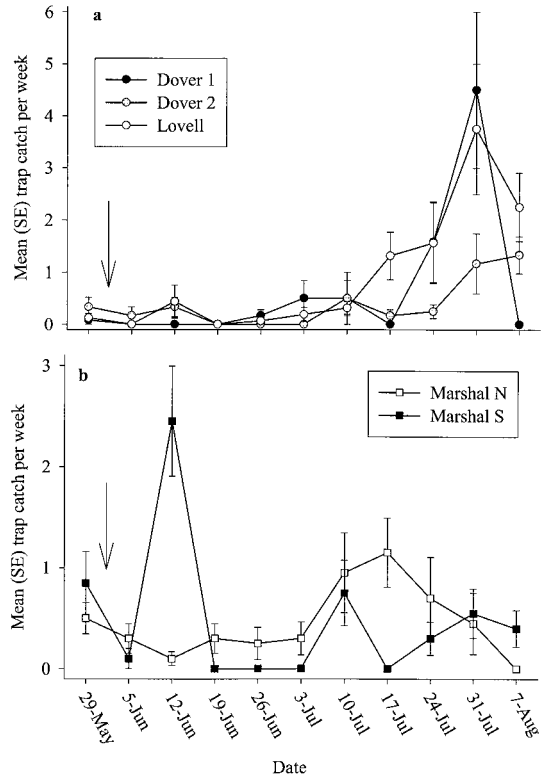 a
6
5
4
3
2
1
0
Mean (SE) trap catch per week
Dover 1
Dover 2
Lovell
b
3
2
1
0
Mean (SE) trap catch per week
Marshal N
Marshal S
29-May
5-Jun
12-Jun
19-Jun
26-Jun
3-Jul
10-Jul
17-Jul
24-Jul
31-Jul
7-Aug
Date